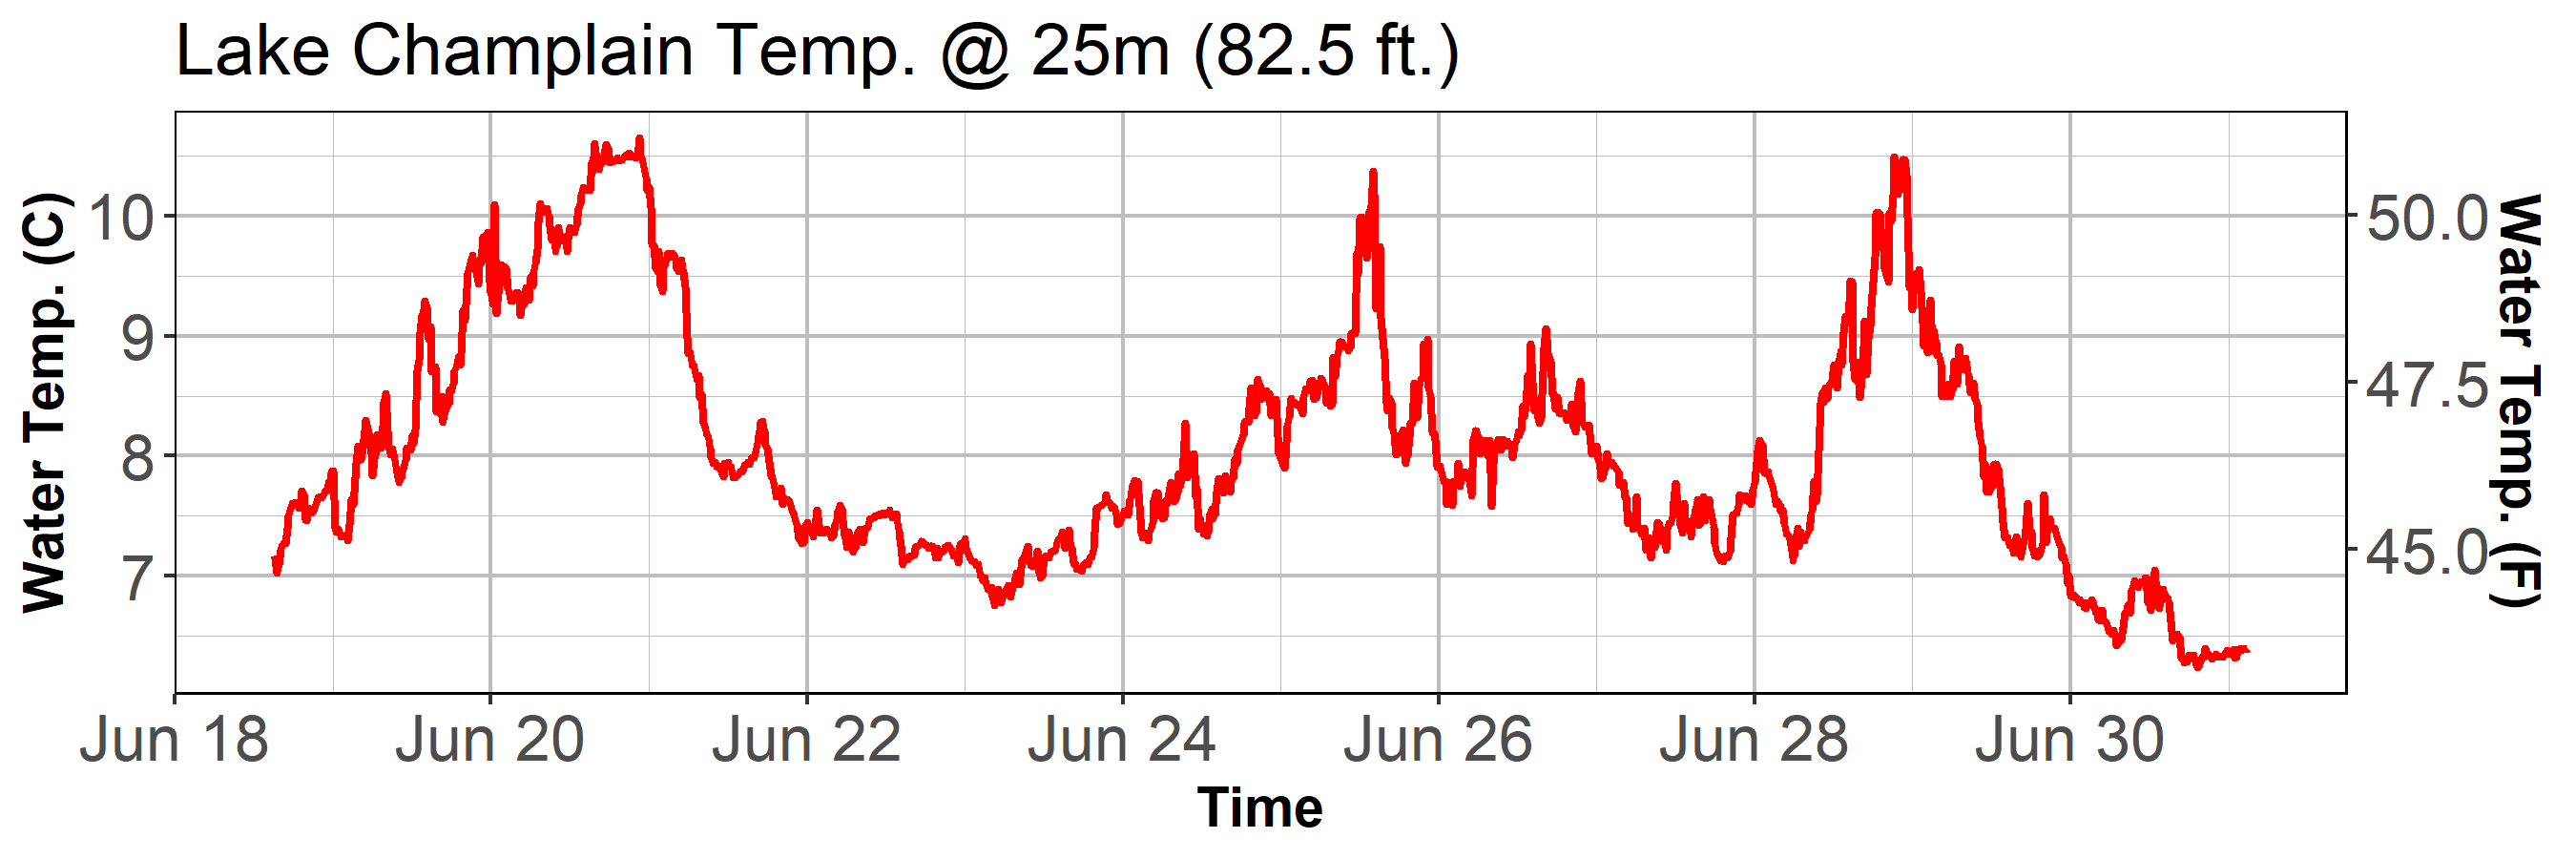 Lake Champlain Temp. @ 25m (82.5 ft.)
Water Temp. (C)
10
9
8
7
50.0
47.5
45.0
Water Temp. (F)
Jun 18 Jun 20 Jun 22 Jun 24 Jun 26 Jun 28 Jun 30
Time